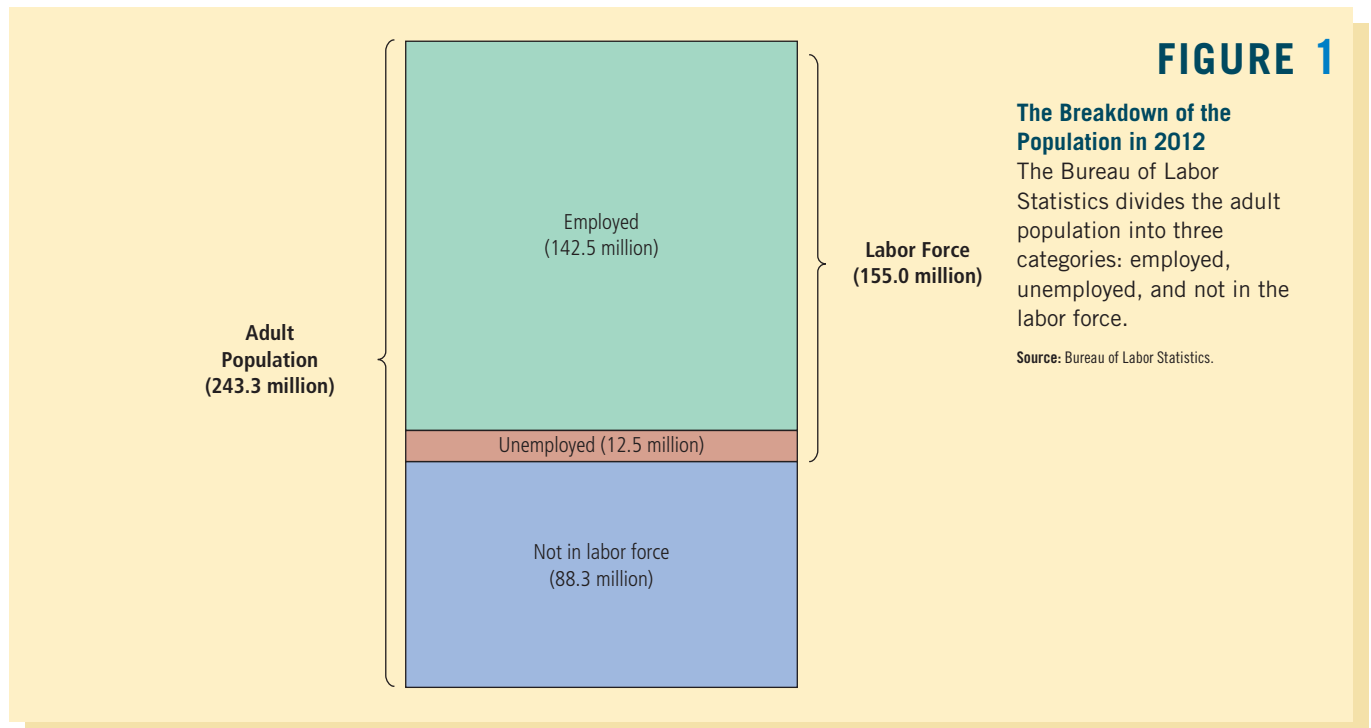 FIGURE 1
The Breakdown of the
Population in 2012
The Bureau of Labor
Statistics divides the adult
population into three
categories: employed,
unemployed, and not in the
labor force.
Source: Bureau of Labor Statistics.
Adult
Population
(243.3 million)
Employed
(142.5 million)
Unemployed (12.5 million)
Not in labor force
(88.3 million)
Labor Force
(155.0 million)